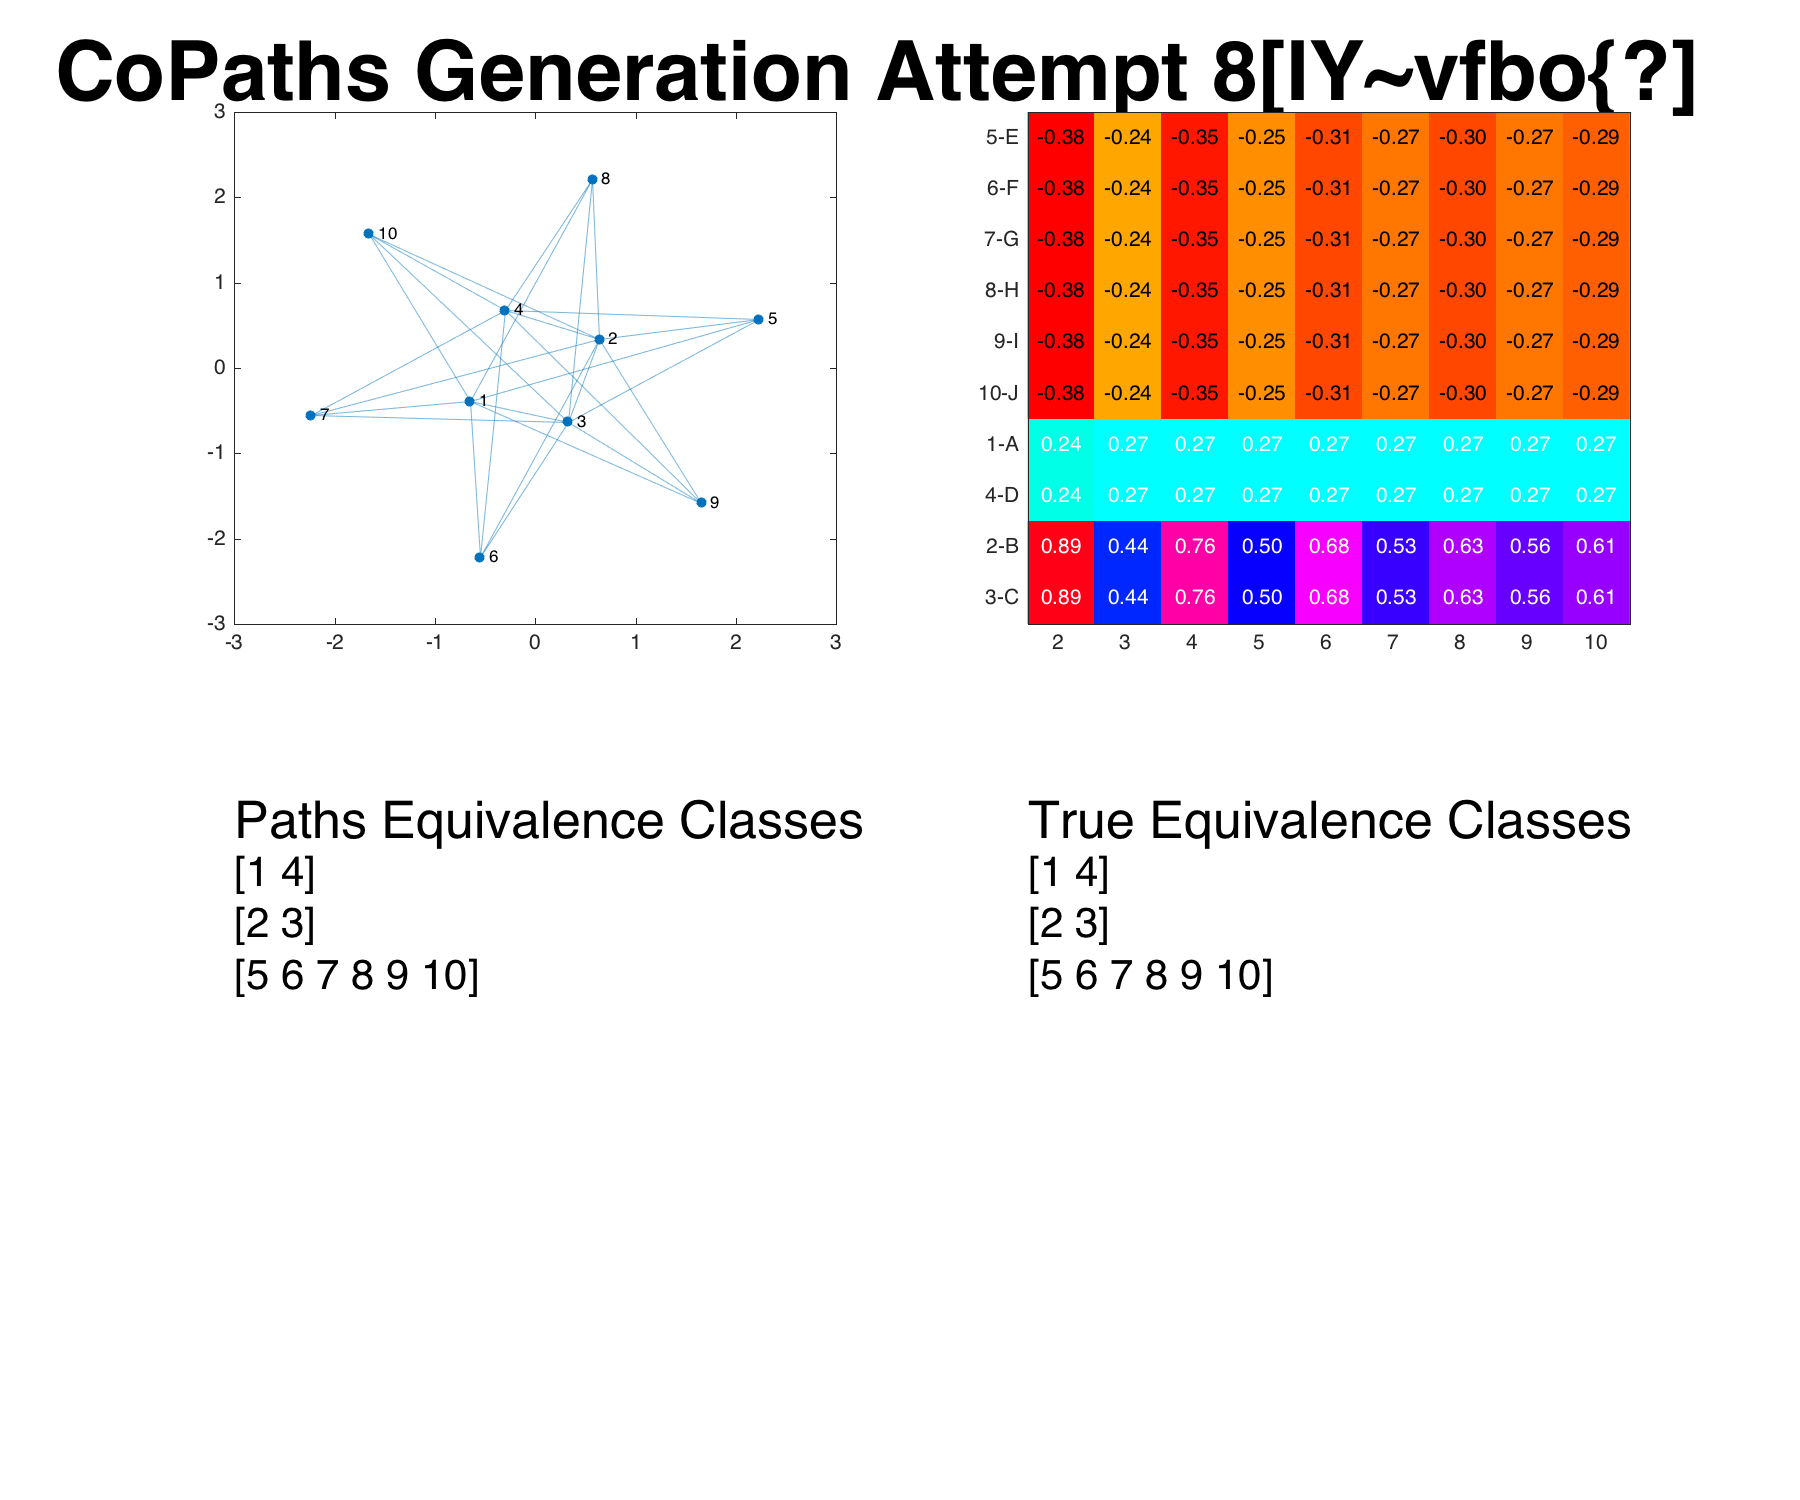 CoPaths Generation Attempt 8[IY~vfbo{?]
3
2
1
0
-1
-2
-3
-3 -2 -1 0 1 2 3
8
10
4
5
2
1
7
3
9
6
5-E -0.38 -0.24 -0.35 -0.25 -0.31 -0.27 -0.30 -0.27 -0.29
6-F -0.38 -0.24 -0.35 -0.25 -0.31 -0.27 -0.30 -0.27 -0.29
7-G -0.38 -0.24 -0.35 -0.25 -0.31 -0.27 -0.30 -0.27 -0.29
8-H -0.38 -0.24 -0.35 -0.25 -0.31 -0.27 -0.30 -0.27 -0.29
9-I -0.38 -0.24 -0.35 -0.25 -0.31 -0.27 -0.30 -0.27 -0.29
10-J -0.38 -0.24 -0.35 -0.25 -0.31 -0.27 -0.30 -0.27 -0.29
1-A 0.24 0.27 0.27 0.27 0.27 0.27 0.27 0.27 0.27
4-D 0.24 0.27 0.27 0.27 0.27 0.27 0.27 0.27 0.27
2-B 0.89 0.44 0.76 0.50 0.68 0.53 0.63 0.56 0.61
3-C 0.89 0.44 0.76 0.50 0.68 0.53 0.63 0.56 0.61
2 3 4 5 6 7 8 9 10
Paths Equivalence Classes
[1 4]
[2 3]
[5 6 7 8 9 10]
True Equivalence Classes
[1 4]
[2 3]
[5 6 7 8 9 10]